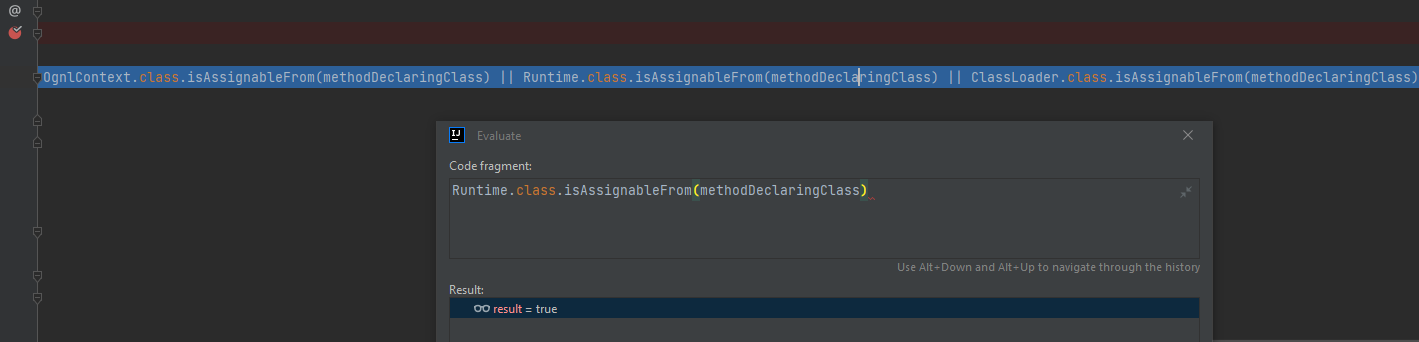 @
OgnlContext.class.isAssignableFrom(methodDeclaringClass) || Runtime.class.isAssignableFrom(methodDeclaringClass) || ClassLoader.class.isAssignableFrom(methodDeclaringClass)
IJ Evaluate
Code fragment:
Runtime.class.isAssignableFrom(methodDeclaringClass)
Use Alt+Down and Alt+Up to navigate through the history
Result:
result = true